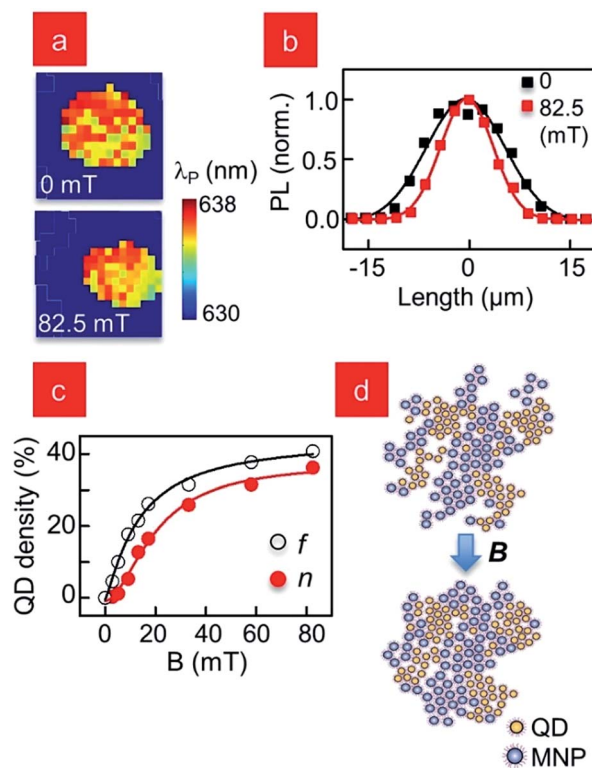 a
0 mT
82.5 mT
λP (nm)
638
630
b
PL (norm.)
1.0
0.5
0.0
-15
0
15
Length (μm)
0
82.5
(mT)
c
QD density (%)
40
20
0
0
20
40
60
80
B (mT)
f
n
d
B
QD
MNP